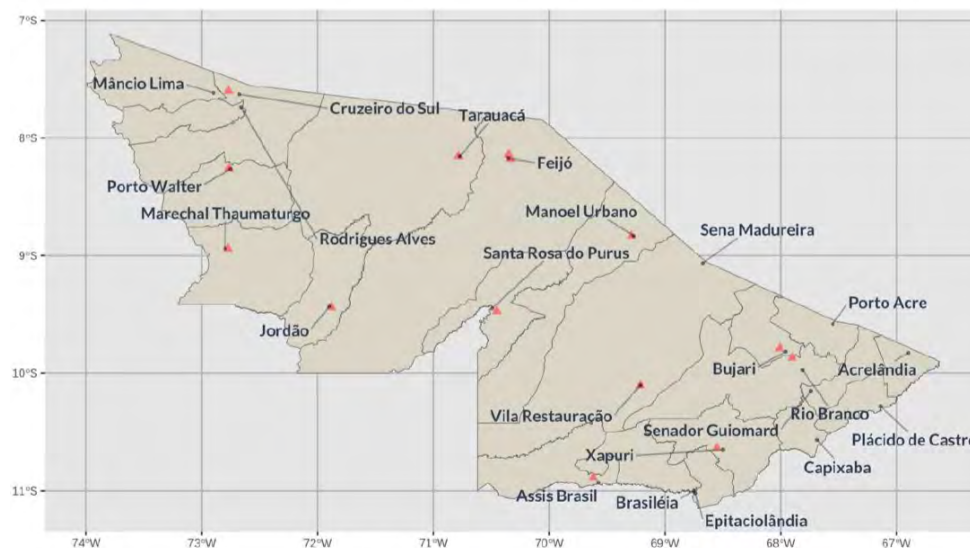 7°S
Mâncio Lima
Cruzeiro do Sul
Tarauacá
8°S
Feijó
Porto Walter
Manoel Urbano
Marechal Thaumaturgo
Rodrigues Alves
Sena Madureira
Santa Rosa do Purus
9°S
Porto Acre
Jordão
Bujari
Acrelândia
10°S
Vila Restauração
Rio Branco
Senador Guiomard
Plácido de Castro
Xapuri
Capixaba
11°S
Assis Brasil
Brasiléia
Epitaciolândia
74°W 73°W 72°W 71°W 70°W 69°W 68°W 67°W